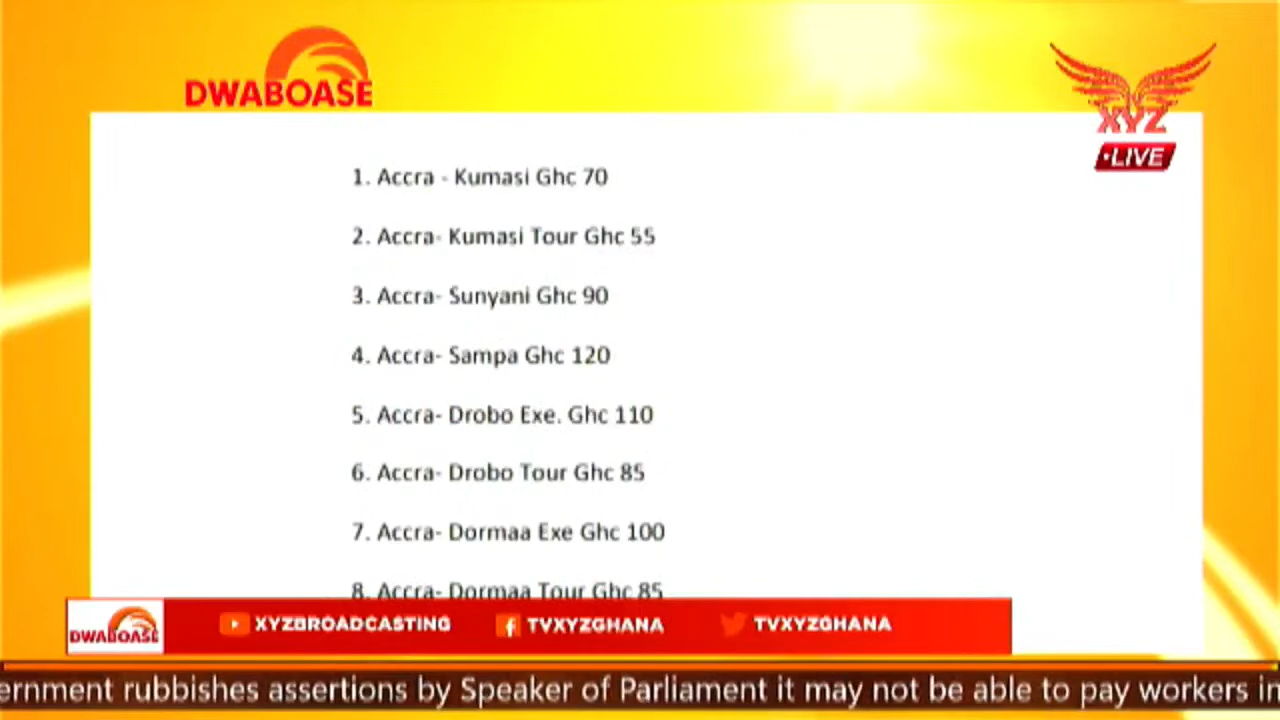 DWABOASE
XYZ
LIVE
1. Accra - Kumasi Ghc 70
2. Accra- Kumasi Tour Ghc 55
3. Accra- Sunyani Ghc 90
4. Accra- Sampa Ghc 120
5. Accra- Drobo Exe. Ghc 110
6. Accra- Drobo Tour Ghc 85
7. Accra- Dormaa Exe Ghc 100
8. Accra- Dormaa Tour Ghc 85
DWABOASE
XYZBROADCASTING
TVXYZGHANA
TVXYZGHANA
ernment rubbishes assertions by Speaker of Parliament it may not be able to pay workers in